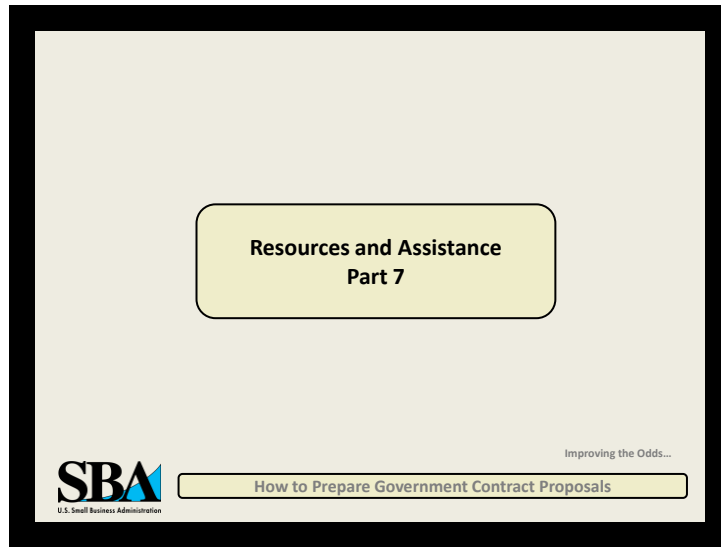 Resources and Assistance
Part 7
Improving the Odds...
SBA
U.S. Small Business Administration
How to Prepare Government Contract Proposals